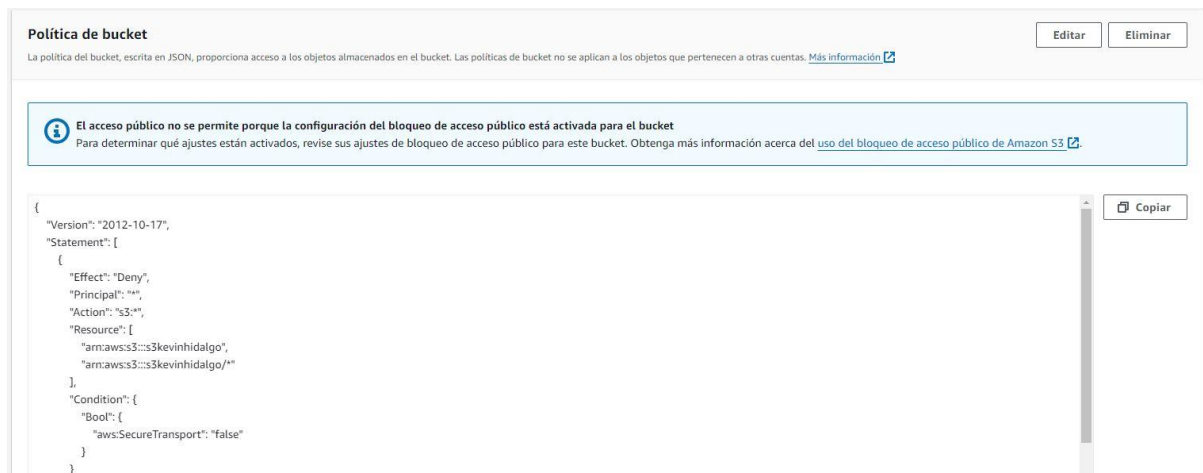 Política de bucket
Editar
Eliminar
La política del bucket, escrita en JSON, proporciona acceso a los objetos almacenados en el bucket. Las políticas de bucket no se aplican a los objetos que pertenecen a otras cuentas. Más información
El acceso público no se permite porque la configuración del bloqueo de acceso público está activada para el bucket
Para determinar qué ajustes están activados, revise sus ajustes de bloqueo de acceso público para este bucket. Obtenga más información acerca del uso del bloqueo de acceso público de Amazon S3.
Copiar
{
"Version": "2012-10-17",
"Statement": [
{
"Effect": "Deny",
"Principal": "*",
"Action": "s3:*",
"Resource": [
"arn:aws:s3:::s3kevinhidalgo",
"arn:aws:s3:::s3kevinhidalgo/*"
],
"Condition": {
"Bool": {
"aws:SecureTransport": "false"
}
}